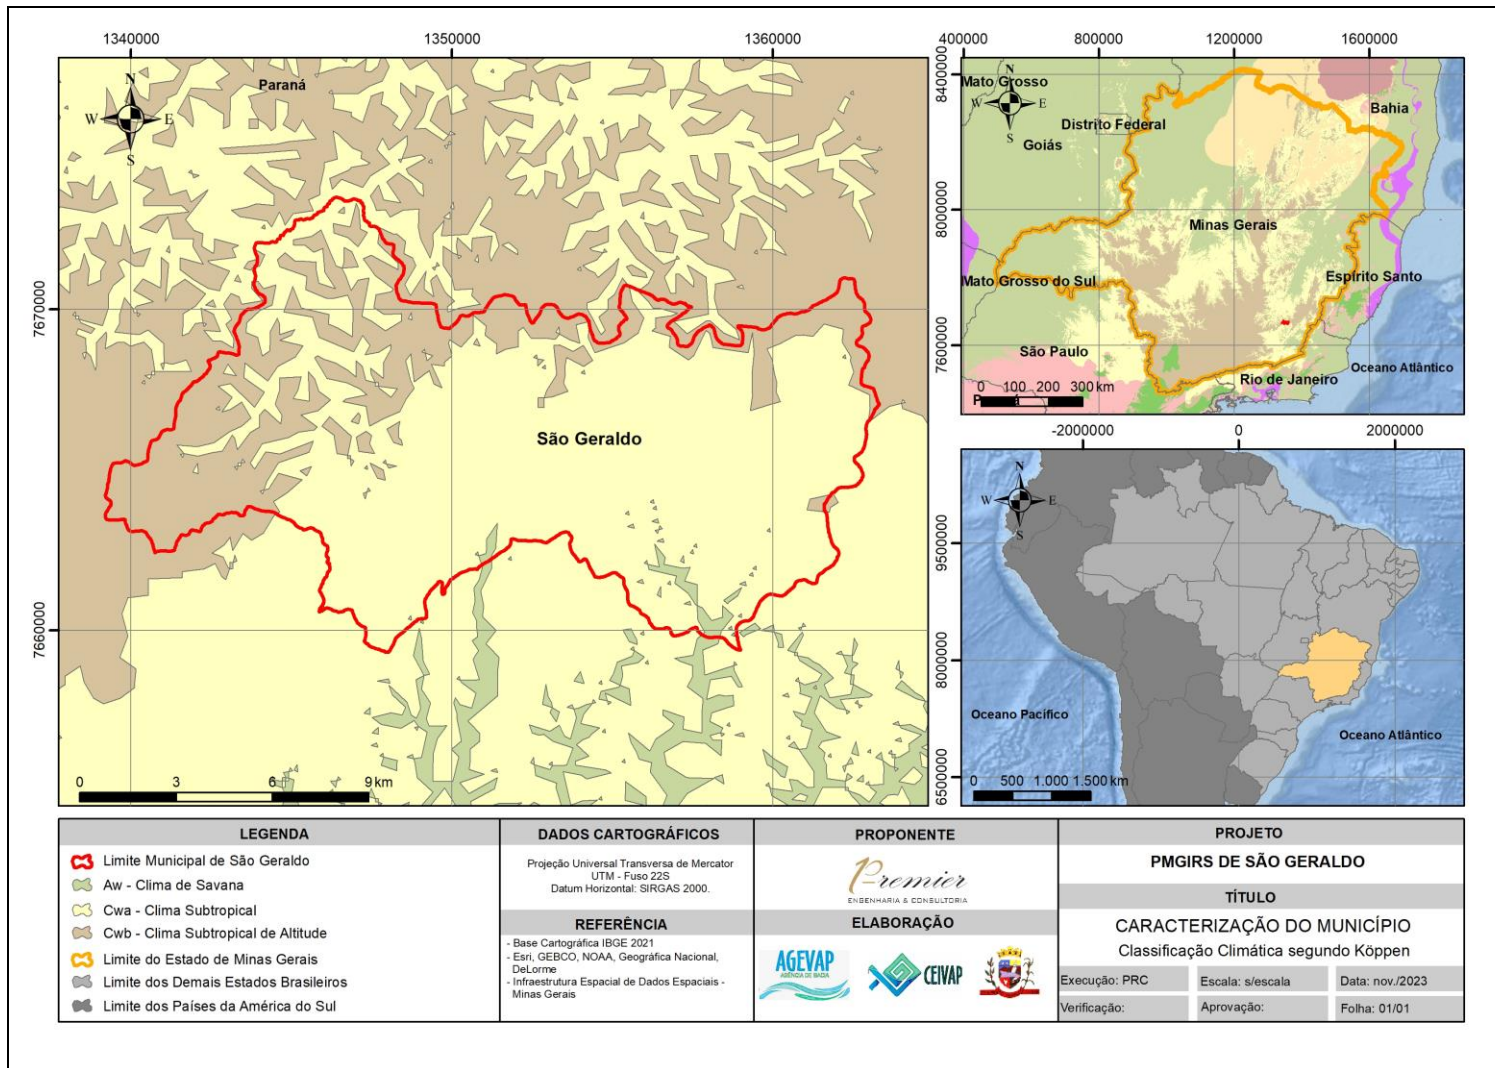 1340000
1350000
1360000
7670000
7660000
Paraná
N
W
E
S
São Geraldo
0
3
6
9 km
400000
800000
1200000
1600000
8400000
8000000
7600000
Mato Grosso
N
W
E
S
Distrito Federal
Goiás
Bahia
Minas Gerais
Mato Grosso do Sul
Espírito Santo
São Paulo
Rio de Janeiro
Oceano Atlântico
0 100 200 300 km
-2000000
0
2000000
9500000
8000000
6500000
N
W
E
S
Oceano Pacífico
Oceano Atlântico
0 500 1.000 1.500 km
LEGENDA
Limite Municipal de São Geraldo
Aw - Clima de Savana
Cwa - Clima Subtropical
Cwb - Clima Subtropical de Altitude
Limite do Estado de Minas Gerais
Limite dos Demais Estados Brasileiros
Limite dos Países da América do Sul
DADOS CARTOGRÁFICOS
Projeção Universal Transversa de Mercator
UTM - Fuso 22S
Datum Horizontal: SIRGAS 2000.
REFERÊNCIA
- Base Cartográfica IBGE 2021
- Esri, GEBCO, NOAA, Geográfica Nacional,
DeLorme
- Infraestrutura Espacial de Dados Espaciais -
Minas Gerais
PROPONENTE
Premier
ENGENHARIA & CONSULTORIA
ELABORAÇÃO
AGEVAP
AGÊNCIA DE BACIA
CEIVAP
PROJETO
PMGIRS DE SÃO GERALDO
TÍTULO
CARACTERIZAÇÃO DO MUNICÍPIO
Classificação Climática segundo Köppen
Execução: PRC
Escala: s/escala
Data: nov./2023
Verificação:
Aprovação:
Folha: 01/01